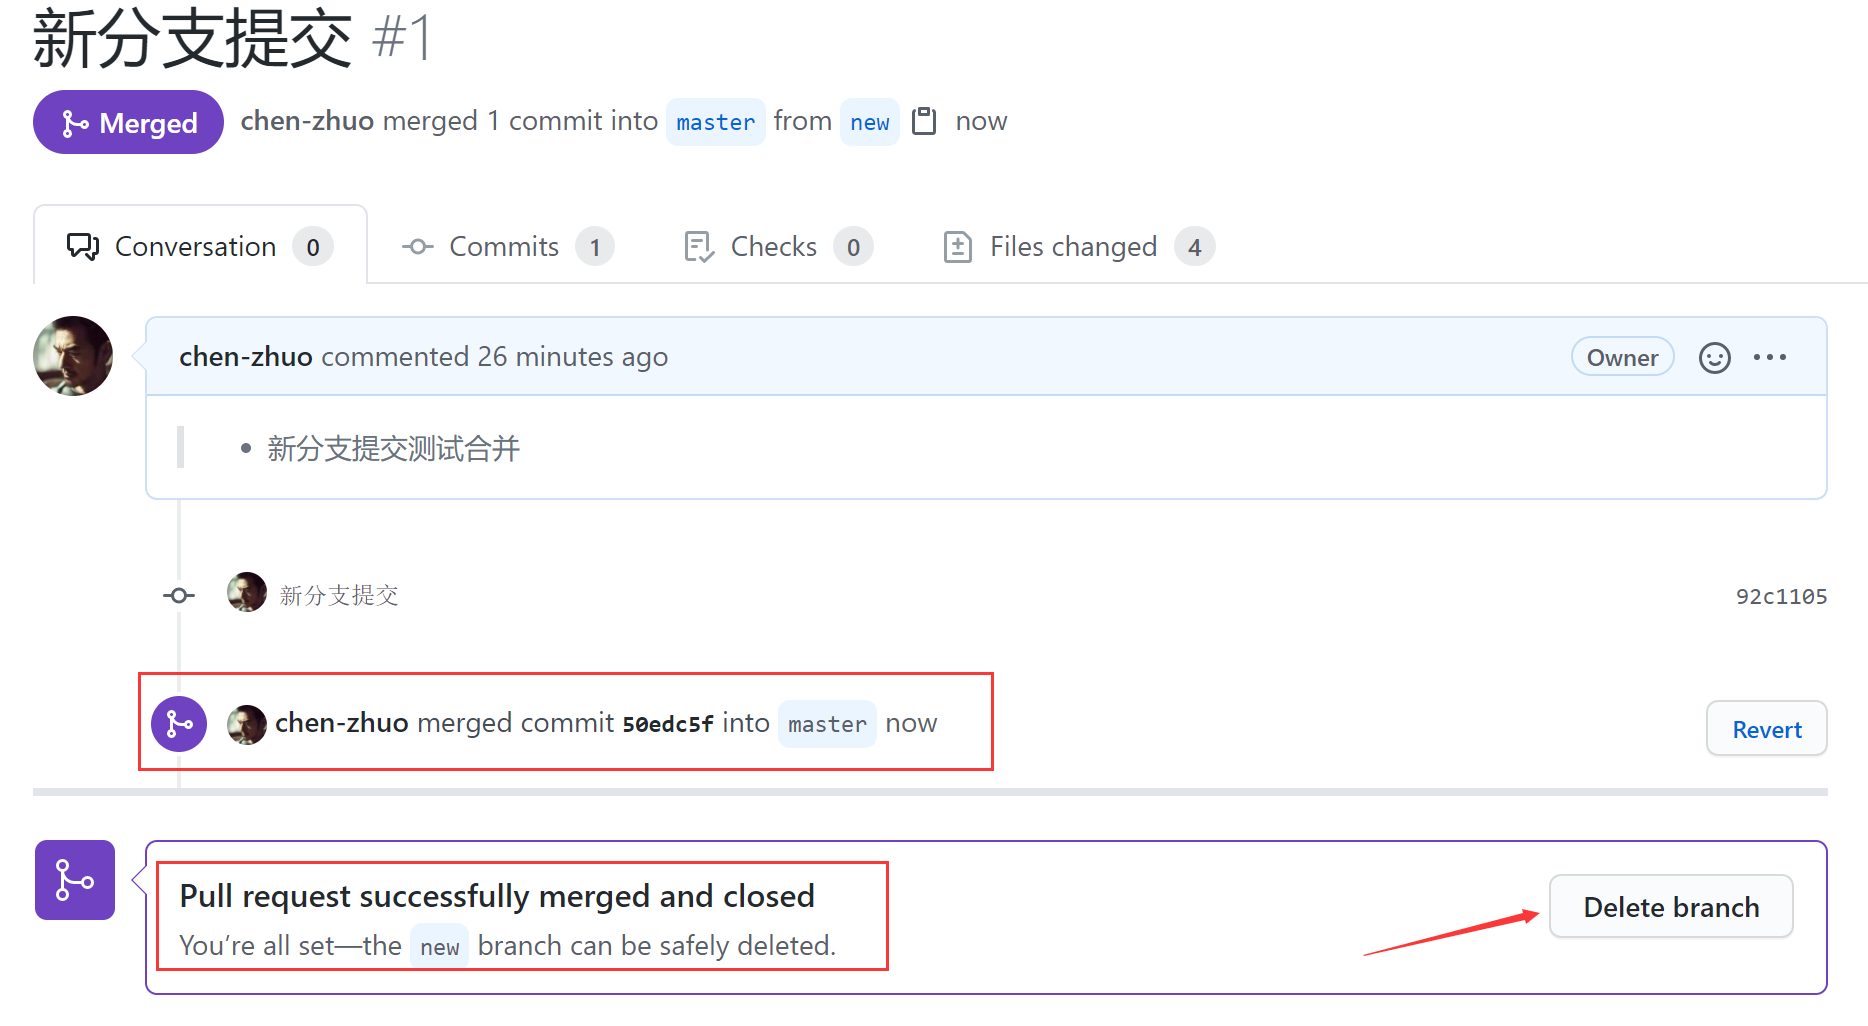 新分支提交 #1
Merged chen-zhuo merged 1 commit into master from new now
Conversation 0 Commits 1 Checks 0 Files changed 4
chen-zhuo commented 26 minutes ago Owner
新分支提交测试合并
新分支提交 92c1105
chen-zhuo merged commit 50edc5f into master now Revert
Pull request successfully merged and closed
You’re all set—the new branch can be safely deleted.
Delete branch